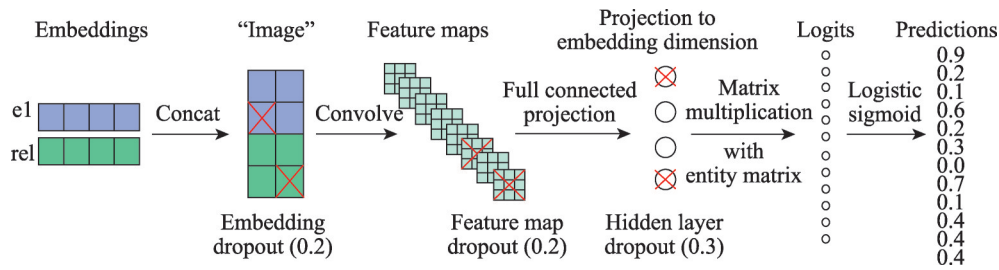 Embeddings
"Image"
Feature maps
Projection to
embedding dimension
Logits
Predictions
e1
rel
Concat
Convolve
Full connected
projection
Matrix
multiplication
with
entity matrix
Logistic
sigmoid
0.9
0.2
0.1
0.6
0.2
0.3
0.0
0.7
0.1
0.4
0.4
0.4
Embedding
dropout (0.2)
Feature map
dropout (0.2)
Hidden layer
dropout (0.3)